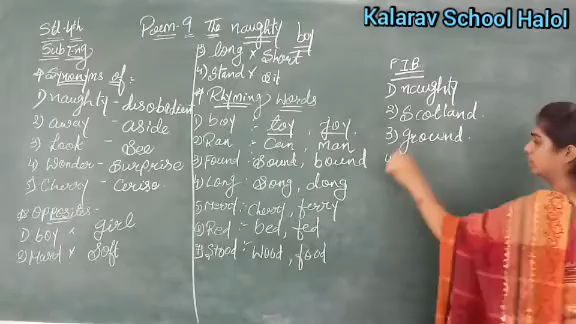 Kalarav School Halol
Std-4th
Sub Eng
Poem-9 The naughty boy
* Synonyms of:
1) naughty - disobedient
2) away - aside
3) Look - See
4) Wonder - Surprise
5) Cherry - Cerise
* Opposites:-
1) boy × girl
2) Hard × Soft
3) long × Short
4) Stand × Sit
* Rhyming Words
1) boy :- toy, joy.
2) Ran :- Can, man
3) Found :- Sound, bound
4) Long :- Song, dong
5) Cherry, ferry
6) Red :- bed, fed
7) Stood :- Wood, food
FIB
1) naughty
2) Scotland.
3) ground.
4)